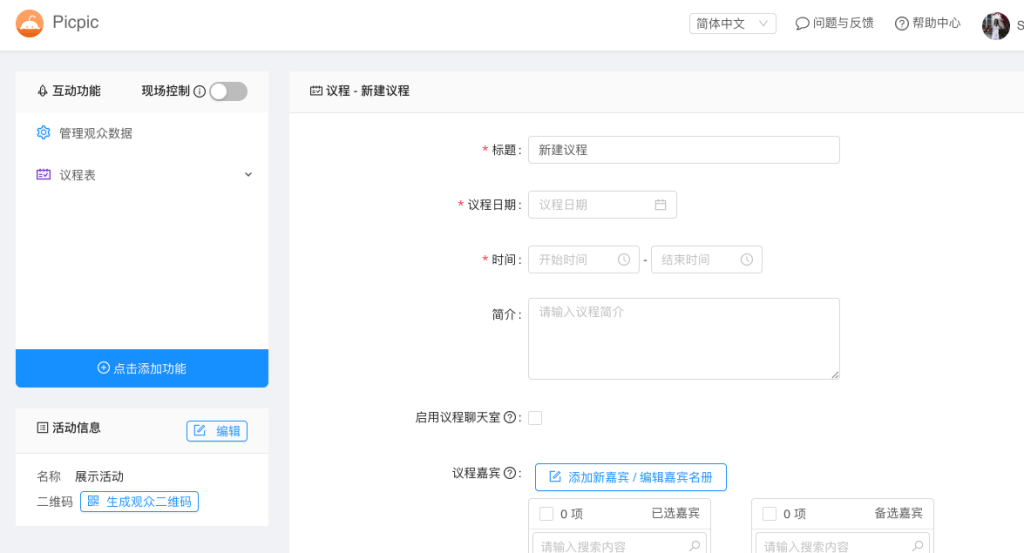 Picpic
简体中文
问题与反馈
帮助中心
S
互动功能
现场控制
管理观众数据
议程表
点击添加功能
活动信息
编辑
名称 展示活动
二维码 生成观众二维码
议程 - 新建议程
* 标题: 新建议程
* 议程日期: 议程日期
* 时间: 开始时间 - 结束时间
简介: 请输入议程简介
启用议程聊天室:
议程嘉宾: 添加新嘉宾 / 编辑嘉宾名册
0 项 已选嘉宾
请输入搜索内容
0 项 备选嘉宾
请输入搜索内容